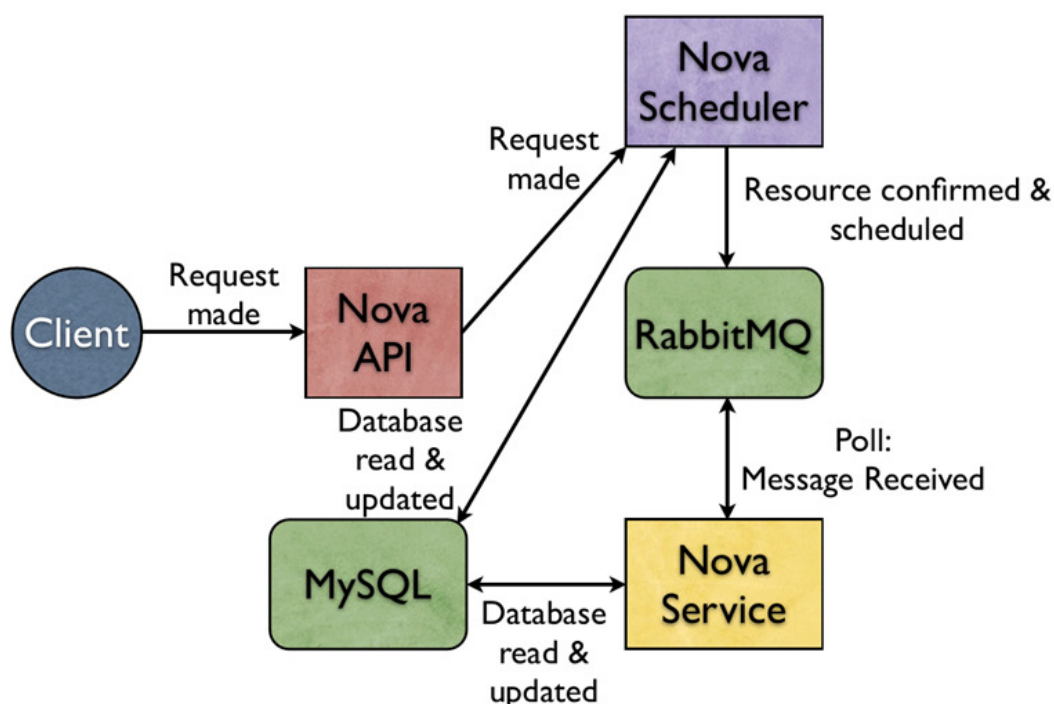 Nova
Scheduler
Request
made
Resource confirmed &
scheduled
Request
made
Client
Nova
API
RabbitMQ
Database
read &
updated
Poll:
Message Received
MySQL
Nova
Service
Database
read &
updated